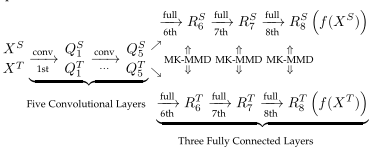 full 6th R_6^S full 7th R_7^S full 8th R_8^S (f(X^S))
X^S conv 1st Q_1^S conv ... Q_5^S
⇑ MK-MMD ⇓ ⇑ MK-MMD ⇓ ⇑ MK-MMD ⇓
X^T Q_1^T Q_5^T
Five Convolutional Layers
full 6th R_6^T full 7th R_7^T full 8th R_8^T (f(X^T))
Three Fully Connected Layers